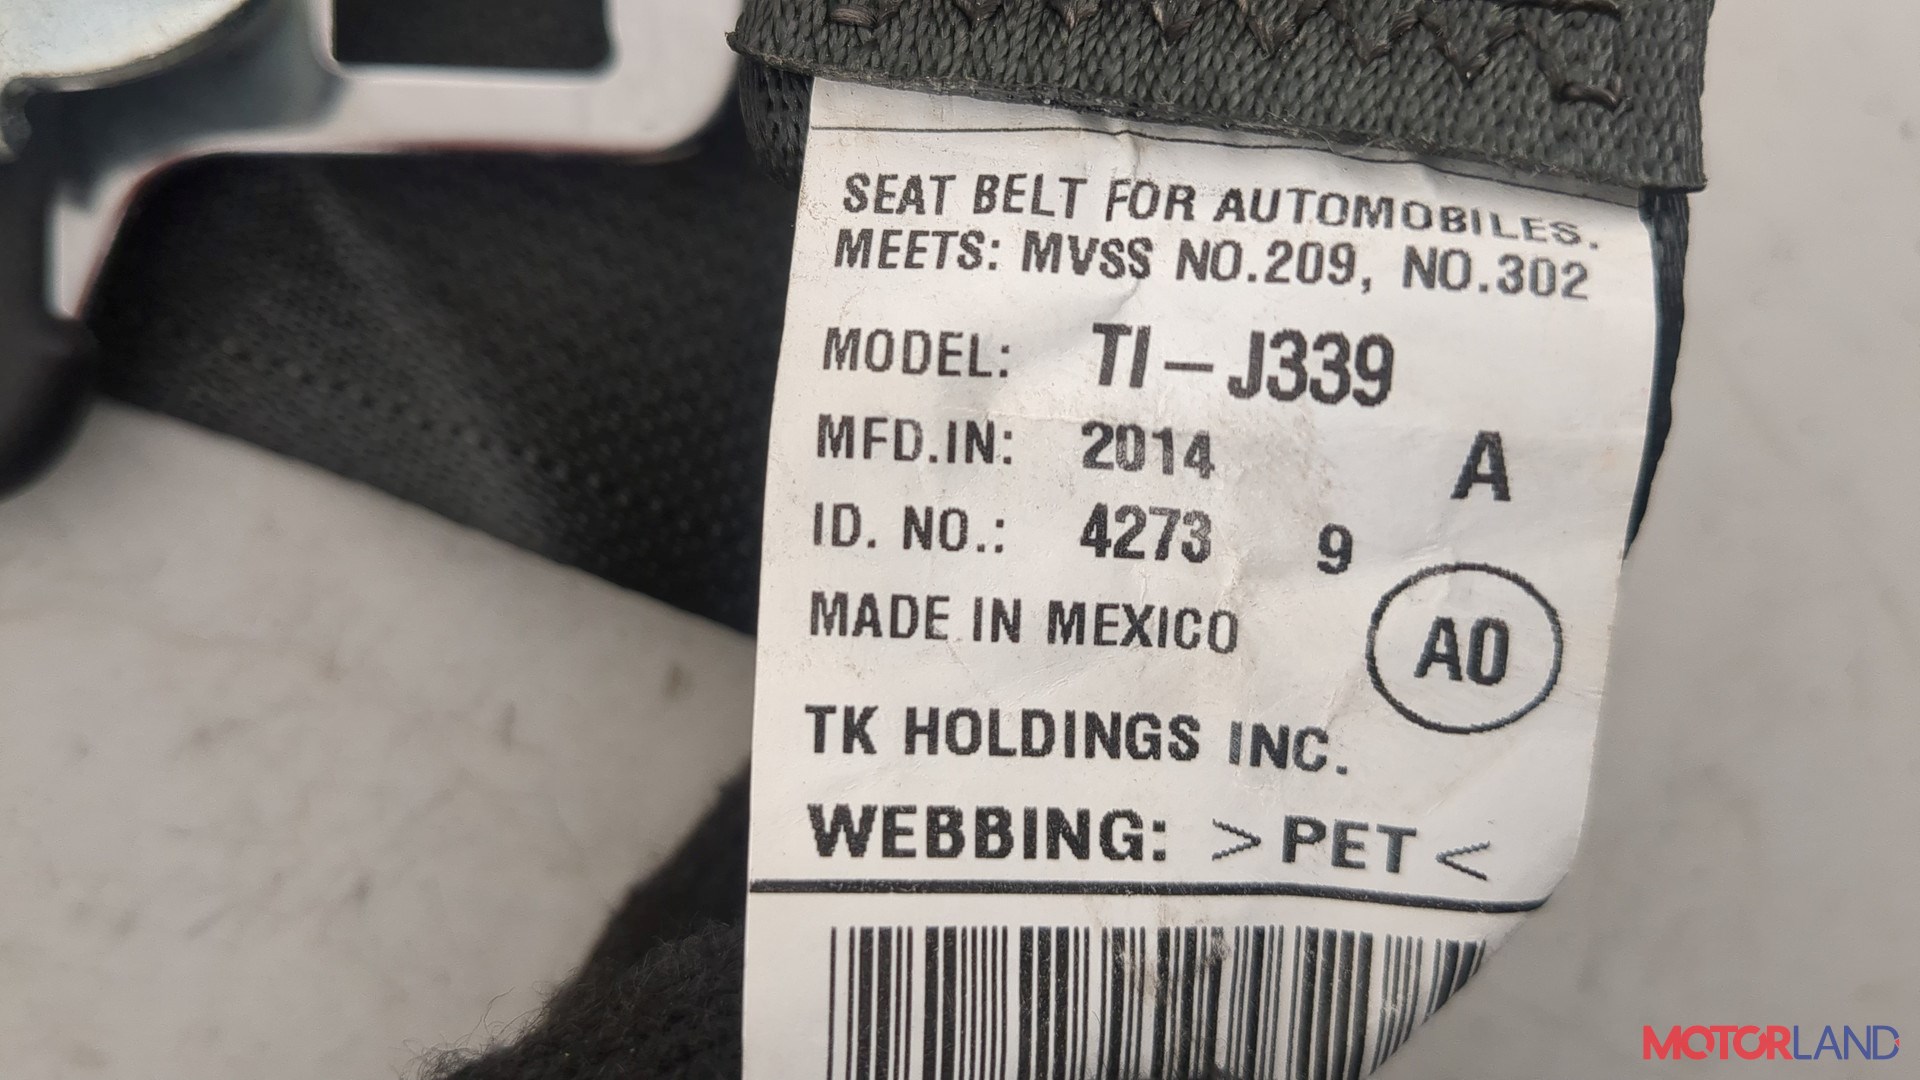 SEAT BELT FOR AUTOMOBILES.
MEETS: MVSS NO.209, NO.302
MODEL: TI-J339
MFD.IN: 2014 A
ID. NO.: 4273 9
MADE IN MEXICO A0
TK HOLDINGS INC.
WEBBING: >PET<
MOTORLAND